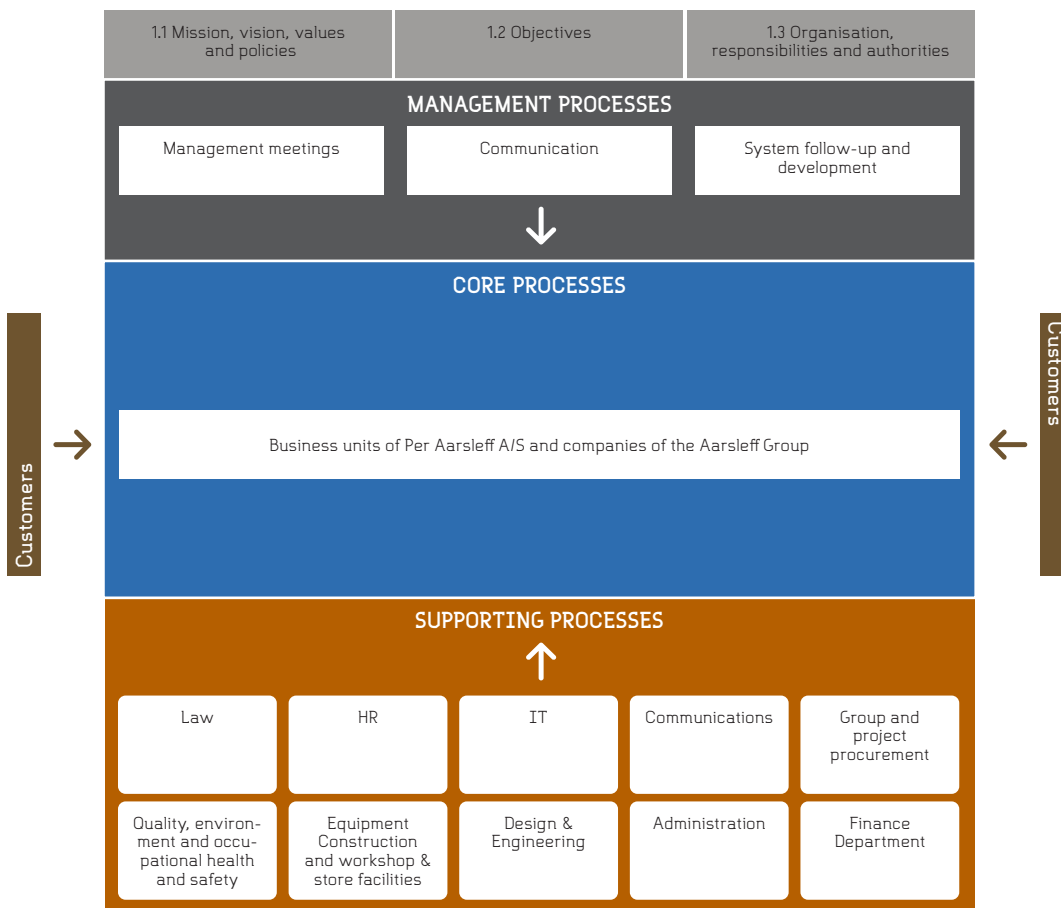 1.1 Mission, vision, values
and policies
1.2 Objectives
1.3 Organisation,
responsibilities and authorities
MANAGEMENT PROCESSES
Management meetings
Communication
System follow-up and
development
CORE PROCESSES
Customers
Business units of Per Aarsleff A/S and companies of the Aarsleff Group
Customers
SUPPORTING PROCESSES
Law
HR
IT
Communications
Group and
project
procurement
Quality, environ-
ment and occu-
pational health
and safety
Equipment
Construction
and workshop &
store facilities
Design &
Engineering
Administration
Finance
Department